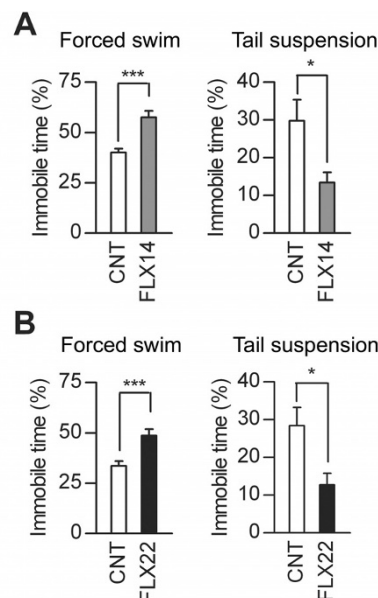 A
Forced swim
Tail suspension
***
*
Immobile time (%)
75
50
25
0
CNT
FLX14
Immobile time (%)
40
30
20
10
0
CNT
FLX14
B
Forced swim
Tail suspension
***
*
Immobile time (%)
75
50
25
0
CNT
FLX22
Immobile time (%)
40
30
20
10
0
CNT
FLX22